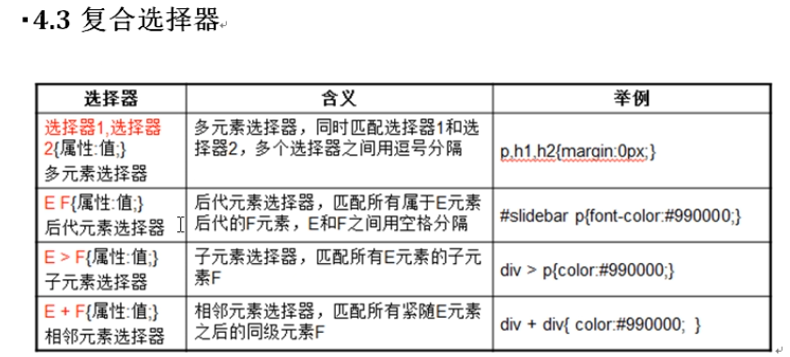 ▪4.3 复合选择器
选择器
含义
举例
选择器1,选择器
2{属性:值;}
多元素选择器
多元素选择器，同时匹配选择器1和选
择器2，多个选择器之间用逗号分隔
p,h1,h2{margin:0px;}
E F{属性:值;}
后代元素选择器
后代元素选择器，匹配所有属于E元素
后代的F元素，E和F之间用空格分隔
#slidebar p{font-color:#990000;}
E > F{属性:值;}
子元素选择器
子元素选择器，匹配所有E元素的子元
素F
div > p{color:#990000;}
E + F{属性:值;}
相邻元素选择器
相邻元素选择器，匹配所有紧随E元素
之后的同级元素F
div + div{ color:#990000; }